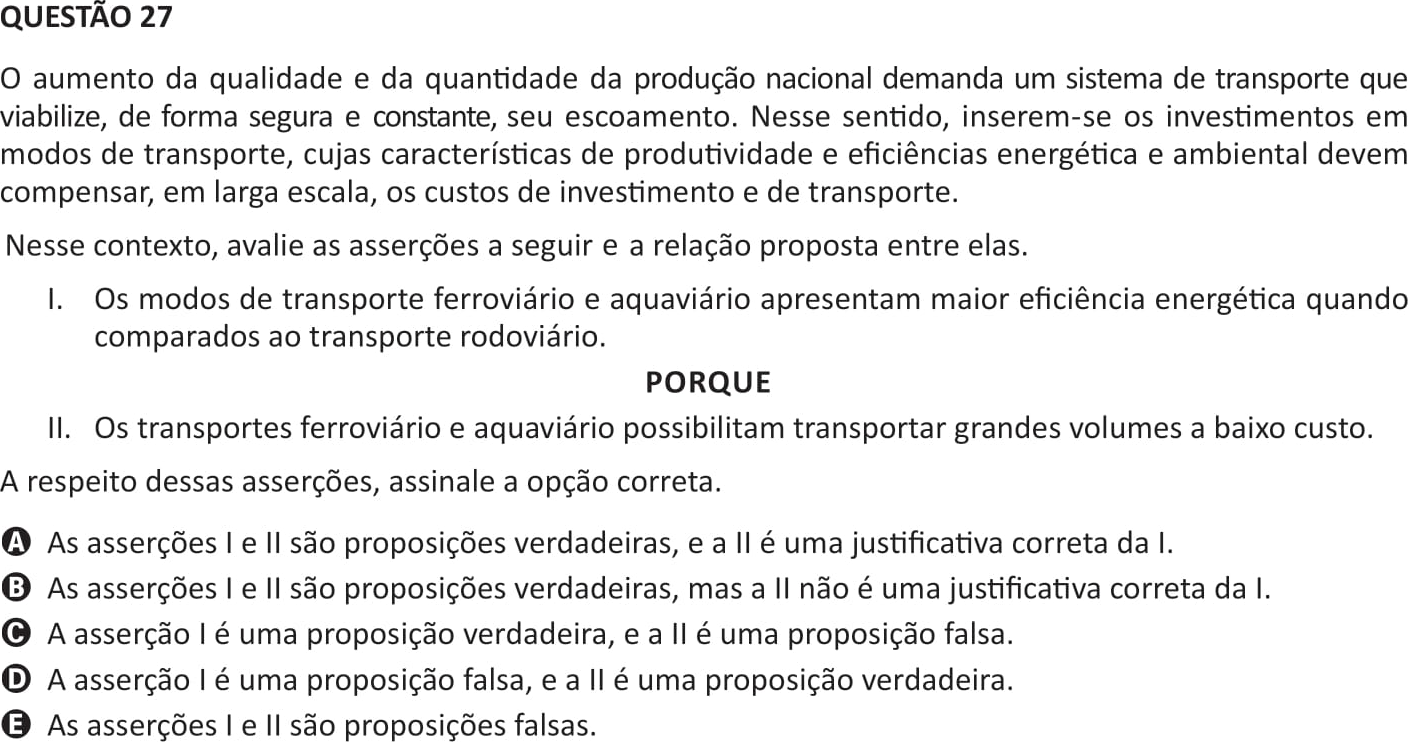 QUESTÃO 27
O aumento da qualidade e da quantidade da produção nacional demanda um sistema de transporte que
viabilize, de forma segura e constante, seu escoamento. Nesse sentido, inserem-se os investimentos em
modos de transporte, cujas características de produtividade e eficiências energética e ambiental devem
compensar, em larga escala, os custos de investimento e de transporte.
Nesse contexto, avalie as asserções a seguir e a relação proposta entre elas.
I. Os modos de transporte ferroviário e aquaviário apresentam maior eficiência energética quando
comparados ao transporte rodoviário.
PORQUE
II. Os transportes ferroviário e aquaviário possibilitam transportar grandes volumes a baixo custo.
A respeito dessas asserções, assinale a opção correta.
A As asserções I e II são proposições verdadeiras, e a II é uma justificativa correta da I.
B As asserções I e II são proposições verdadeiras, mas a II não é uma justificativa correta da I.
C A asserção I é uma proposição verdadeira, e a II é uma proposição falsa.
D A asserção I é uma proposição falsa, e a II é uma proposição verdadeira.
E As asserções I e II são proposições falsas.